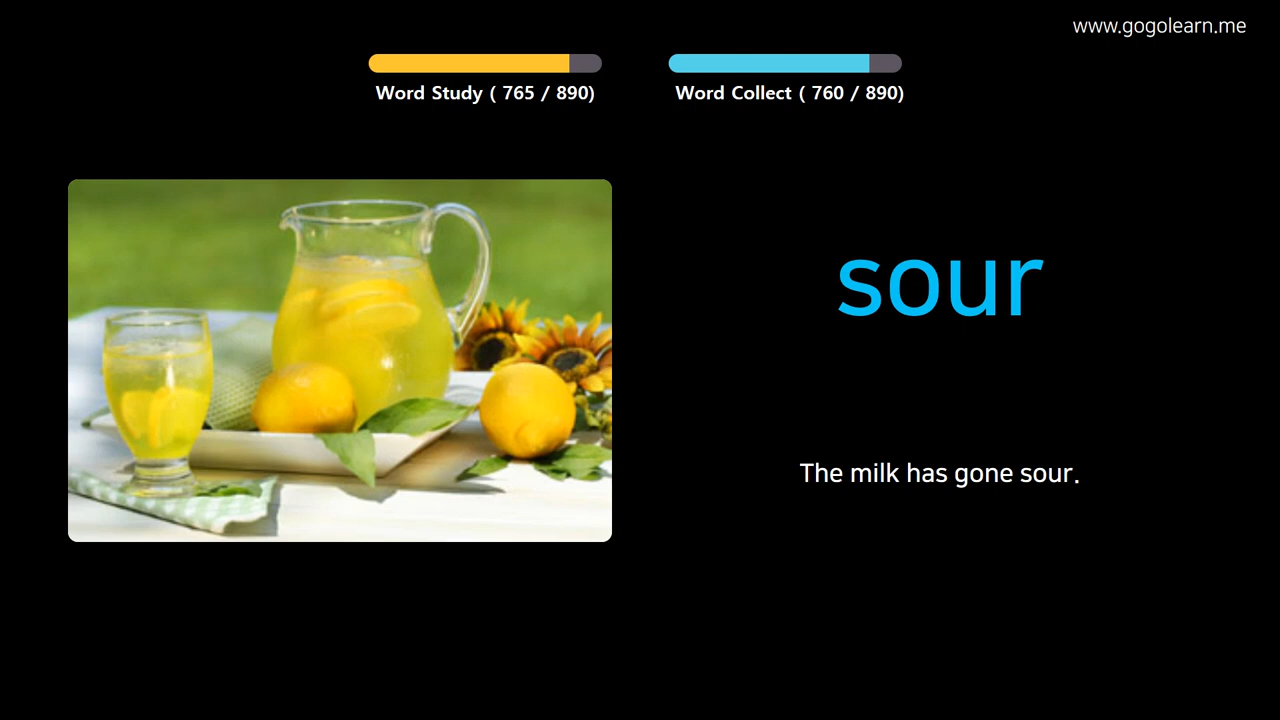 www.gogolearn.me
Word Study ( 765 / 890)
Word Collect ( 760 / 890)
sour
The milk has gone sour.